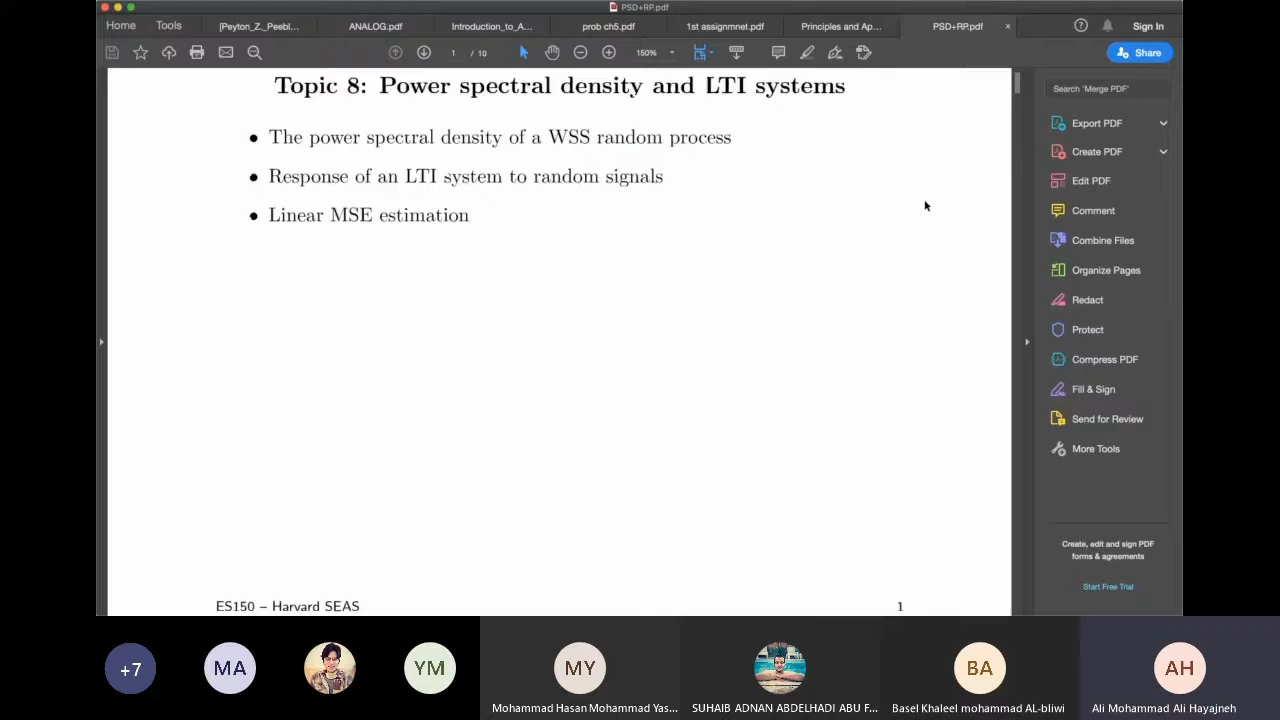 PSD+RP.pdf
Home
Tools
[Peyton_Z._Peebl...
ANALOG.pdf
Introduction_to_A...
prob ch5.pdf
1st assignmnet.pdf
Principles and Ap...
PSD+RP.pdf
×
Sign In
1 / 10
150%
Share
Topic 8: Power spectral density and LTI systems
• The power spectral density of a WSS random process
• Response of an LTI system to random signals
• Linear MSE estimation
ES150 – Harvard SEAS
1
Search 'Merge PDF'
Export PDF
Create PDF
Edit PDF
Comment
Combine Files
Organize Pages
Redact
Protect
Compress PDF
Fill & Sign
Send for Review
More Tools
Create, edit and sign PDF
forms & agreements
Start Free Trial
+7
MA
YM
MY
BA
AH
Mohammad Hasan Mohammad Yas...
SUHAIB ADNAN ABDELHADI ABU F...
Basel Khaleel mohammad AL-bliwi
Ali Mohammad Ali Hayajneh